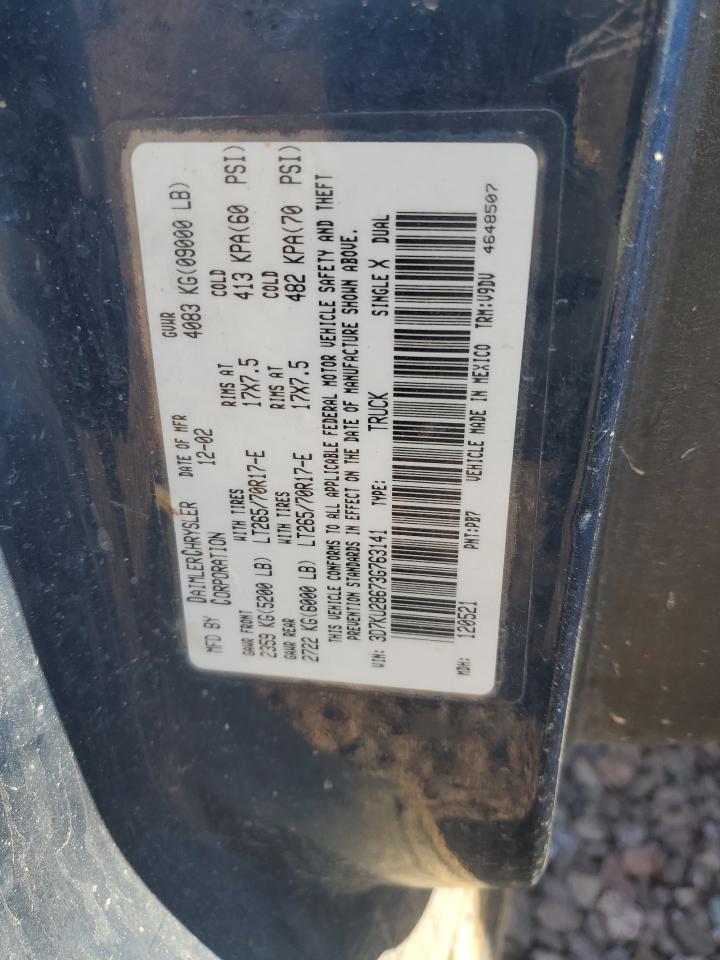 MFD BY DAIMLERCHRYSLER CORPORATION DATE OF MFR 12-02 GVWR 4083 KG(09000 LB)
GAWR FRONT WITH TIRES RIMS AT COLD
2359 KG(5200 LB) LT265/70R17-E 17X7.5 413 KPA(60 PSI)
GAWR REAR WITH TIRES RIMS AT COLD
2722 KG(6000 LB) LT265/70R17-E 17X7.5 482 KPA(70 PSI)
THIS VEHICLE CONFORMS TO ALL APPLICABLE FEDERAL MOTOR VEHICLE SAFETY AND THEFT
PREVENTION STANDARDS IN EFFECT ON THE DATE OF MANUFACTURE SHOWN ABOVE.
VIN: 3D7KU28673G763141 TYPE: TRUCK SINGLE X DUAL
MDH: 120521 PNT:PB7 VEHICLE MADE IN MEXICO TRM:V9DV 4648507